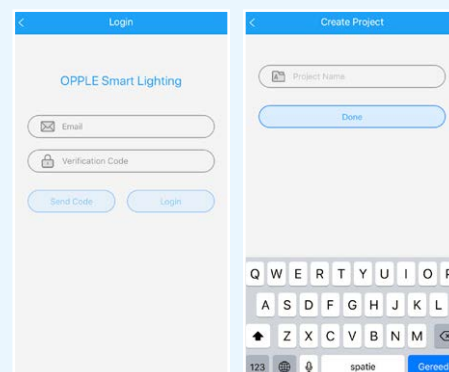 Login
OPPLE Smart Lighting
Email
Verification Code
Send Code
Login
Create Project
Project Name
Done
Q W E R T Y U I O P
A S D F G H J K L
Z X C V B N M
123
spatie
Gereed